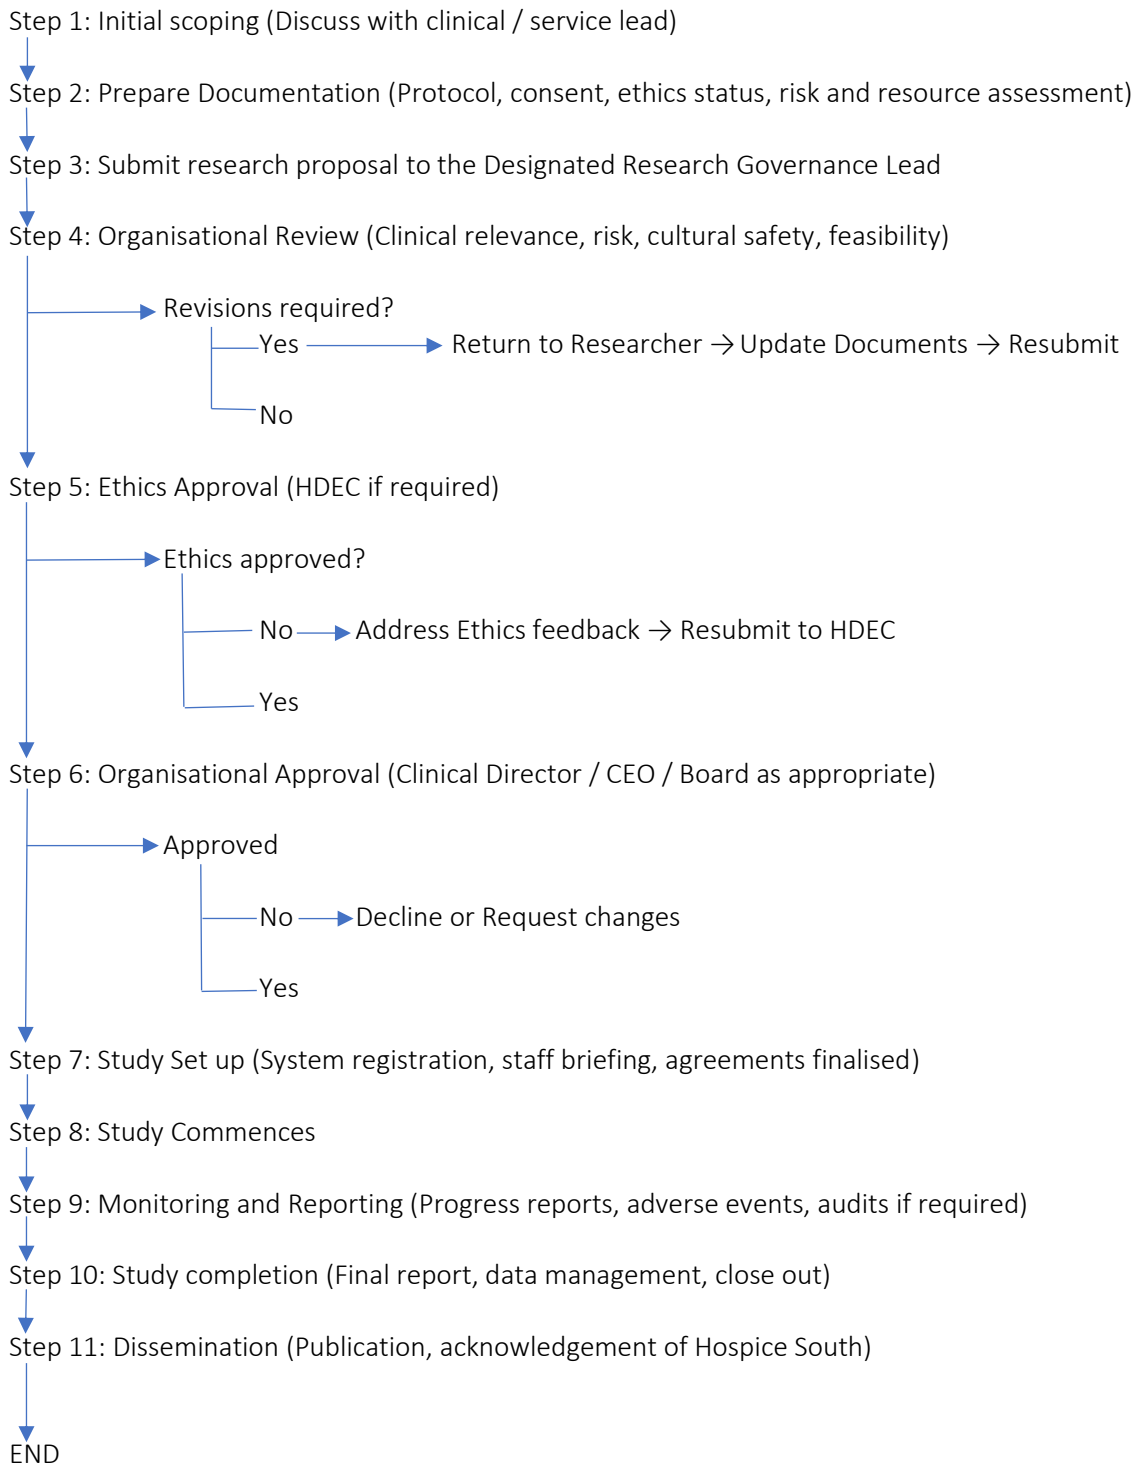 Step 1: Initial scoping (Discuss with clinical / service lead)
Step 2: Prepare Documentation (Protocol, consent, ethics status, risk and resource assessment)
Step 3: Submit research proposal to the Designated Research Governance Lead
Step 4: Organisational Review (Clinical relevance, risk, cultural safety, feasibility)
Revisions required?
Yes Return to Researcher → Update Documents → Resubmit
No
Step 5: Ethics Approval (HDEC if required)
Ethics approved?
No Address Ethics feedback → Resubmit to HDEC
Yes
Step 6: Organisational Approval (Clinical Director / CEO / Board as appropriate)
Approved
No Decline or Request changes
Yes
Step 7: Study Set up (System registration, staff briefing, agreements finalised)
Step 8: Study Commences
Step 9: Monitoring and Reporting (Progress reports, adverse events, audits if required)
Step 10: Study completion (Final report, data management, close out)
Step 11: Dissemination (Publication, acknowledgement of Hospice South)
END